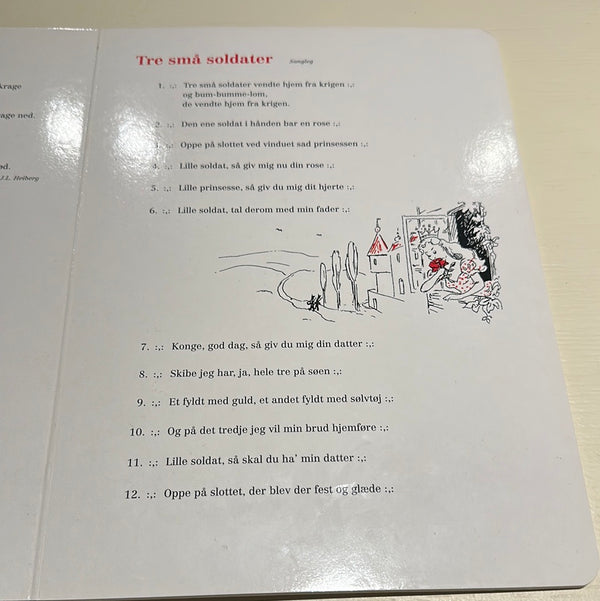 krage
age ned.
ød.
J.L. Heiberg
Tre små soldater Sangleg
1. :,: Tre små soldater vendte hjem fra krigen :,:
og bum-bumme-lom,
de vendte hjem fra krigen.
2. :,: Den ene soldat i hånden bar en rose :,:
3. :,: Oppe på slottet ved vinduet sad prinsessen :,:
4. :,: Lille soldat, så giv mig nu din rose :,:
5. :,: Lille prinsesse, så giv du mig dit hjerte :,:
6. :,: Lille soldat, tal derom med min fader :,:
7. :,: Konge, god dag, så giv du mig din datter :,:
8. :,: Skibe jeg har, ja, hele tre på søen :,:
9. :,: Et fyldt med guld, et andet fyldt med sølvtøj :,:
10. :,: Og på det tredje jeg vil min brud hjemføre :,:
11. :,: Lille soldat, så skal du ha' min datter :,:
12. :,: Oppe på slottet, der blev der fest og glæde :,: